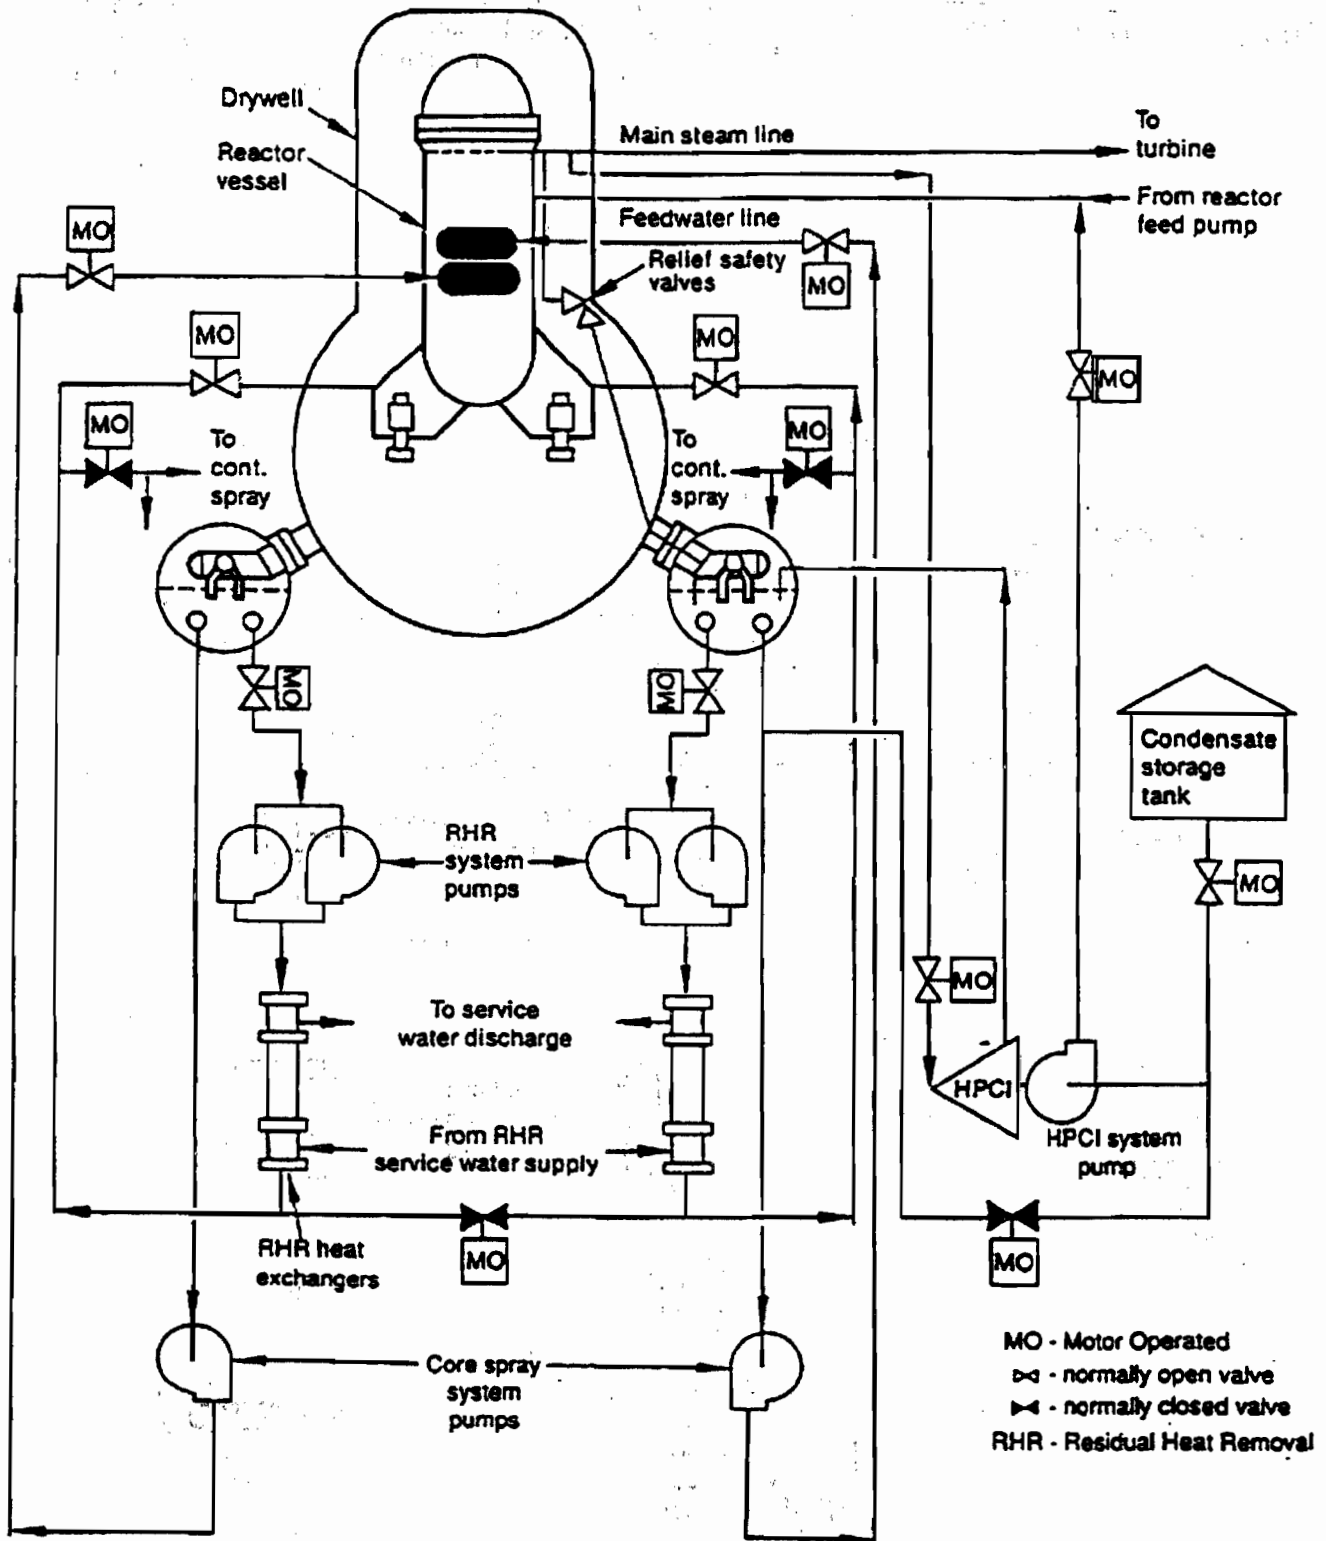 Drywell
Reactor
vessel
Main steam line
To
turbine
From reactor
feed pump
Feedwater line
Relief safety
valves
MO
MO
MO
MO
MO
MO
MO
To
cont.
spray
To
cont.
spray
MO
MO
Condensate
storage
tank
RHR
system
pumps
MO
MO
To service
water discharge
HPCI
From RHR
service water supply
HPCI system
pump
MO
MO
RHR heat
exchangers
Core spray
system
pumps
MO - Motor Operated
- normally open valve
- normally closed valve
RHR - Residual Heat Removal